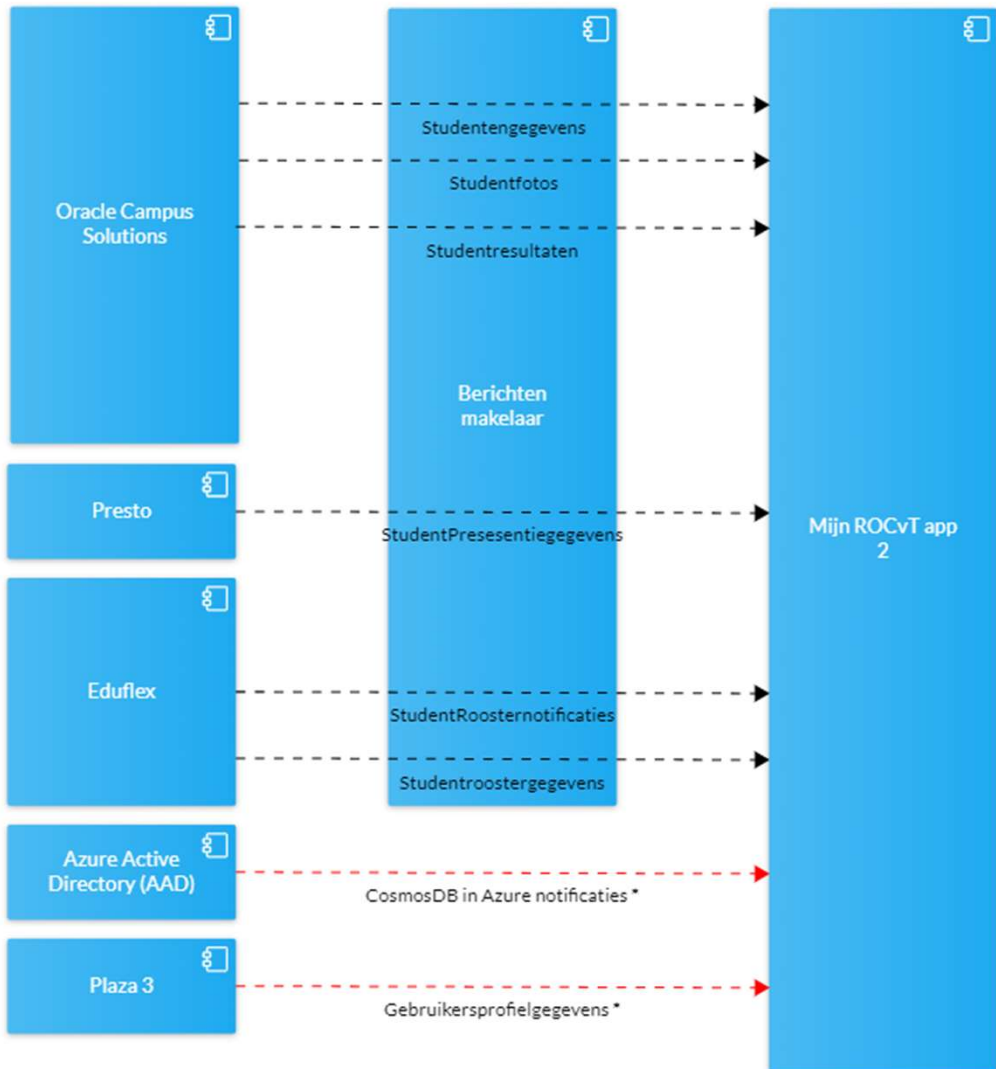 Studentengegevens
Studentfotos
Oracle Campus
Solutions
Studentresultaten
Berichten
makelaar
Presto
StudentPresesentiegegevens
Mijn ROCvT app
2
Eduflex
StudentRoosternotificaties
Studentroostergegevens
Azure Active
Directory (AAD)
CosmosDB in Azure notificaties *
Plaza 3
Gebruikersprofielgegevens *